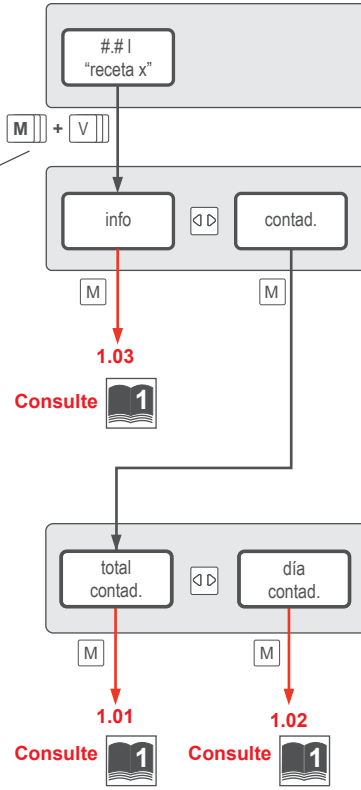 #.# l
“receta x”
M + V
info
contad.
M
M
1.03
Consulte 1
total
contad.
día
contad.
M
M
1.01
1.02
Consulte 1
Consulte 1